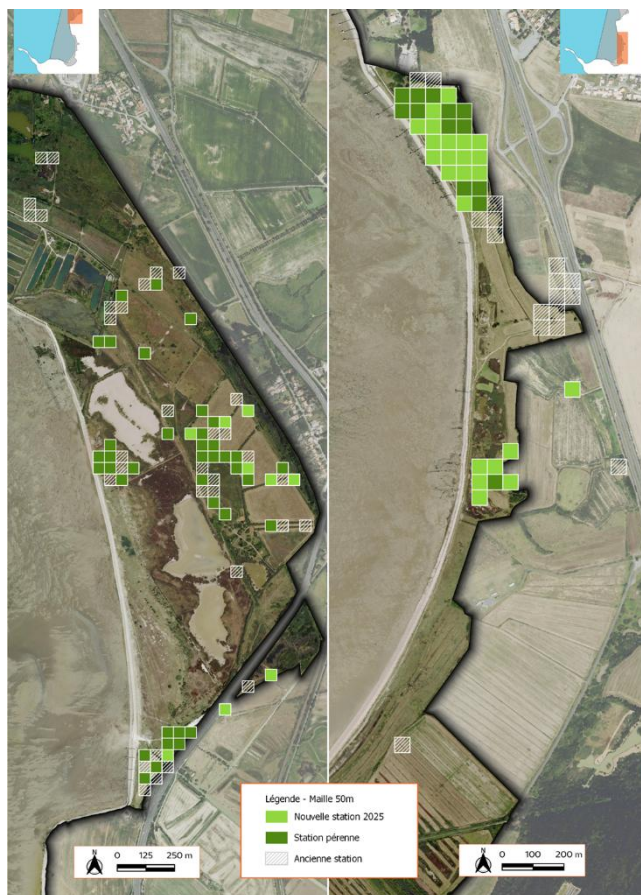 Légende - Maille 50m
Nouvelle station 2025
Station pérenne
Ancienne station
0 125 250 m
0 100 200 m